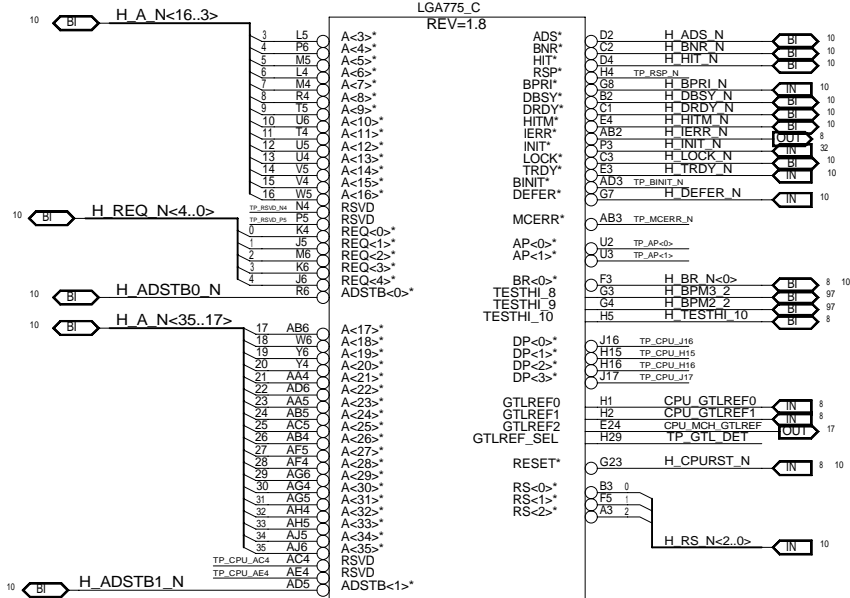 LGA775_C
REV=1.8
10 BI H_A_N<16..3>
3 L5 A<3>*
4 P6 A<4>*
5 M5 A<5>*
6 L4 A<6>*
7 M4 A<7>*
8 R4 A<8>*
9 T5 A<9>*
10 U6 A<10>*
11 T4 A<11>*
12 U5 A<12>*
13 U4 A<13>*
14 V5 A<14>*
15 V4 A<15>*
16 W5 A<16>*
TP_RSVD_N4 N4 RSVD
TP_RSVD_P5 P5 RSVD
10 BI H_REQ_N<4..0>
0 K4 REQ<0>*
1 J5 REQ<1>*
2 M6 REQ<2>*
3 K6 REQ<3>*
4 J6 REQ<4>*
10 BI H_ADSTB0_N R6 ADSTB<0>*
10 BI H_A_N<35..17>
17 AB6 A<17>*
18 W6 A<18>*
19 Y6 A<19>*
20 Y4 A<20>*
21 AA4 A<21>*
22 AD6 A<22>*
23 AA5 A<23>*
24 AB5 A<24>*
25 AC5 A<25>*
26 AB4 A<26>*
27 AF5 A<27>*
28 AF4 A<28>*
29 AG6 A<29>*
30 AG4 A<30>*
31 AG5 A<31>*
32 AH4 A<32>*
33 AH5 A<33>*
34 AJ5 A<34>*
35 AJ6 A<35>*
TP_CPU_AC4 AC4 RSVD
TP_CPU_AE4 AE4 RSVD
10 BI H_ADSTB1_N AD5 ADSTB<1>*
ADS* D2 H_ADS_N BI 10
BNR* C2 H_BNR_N BI 10
HIT* D4 H_HIT_N BI 10
RSP* H4 TP_RSP_N
BPRI* G8 H_BPRI_N IN 10
DBSY* B2 H_DBSY_N BI 10
DRDY* C1 H_DRDY_N BI 10
HITM* E4 H_HITM_N BI 10
IERR* AB2 H_IERR_N OUT 8
INIT* P3 H_INIT_N IN 32
LOCK* C3 H_LOCK_N BI 10
TRDY* E3 H_TRDY_N IN 10
BINIT* AD3 TP_BINIT_N
DEFER* G7 H_DEFER_N IN 10
MCERR* AB3 TP_MCERR_N
AP<0>* U2 TP_AP<0>
AP<1>* U3 TP_AP<1>
BR<0>* F3 H_BR_N<0> BI 8 10
TESTHI_8 G3 H_BPM3_2 BI 97
TESTHI_9 G4 H_BPM2_2 BI 97
TESTHI_10 H5 H_TESTHI_10 BI 8
DP<0>* J16 TP_CPU_J16
DP<1>* H15 TP_CPU_H15
DP<2>* H16 TP_CPU_H16
DP<3>* J17 TP_CPU_J17
GTLREF0 H1 CPU_GTLREF0 IN 8
GTLREF1 H2 CPU_GTLREF1 IN 8
GTLREF2 E24 CPU_MCH_GTLREF OUT 17
GTLREF_SEL H29 TP_GTL_DET
RESET* G23 H_CPURST_N IN 8 10
RS<0>* B3 0
RS<1>* F5 1
RS<2>* A3 2
H_RS_N<2..0> IN 10